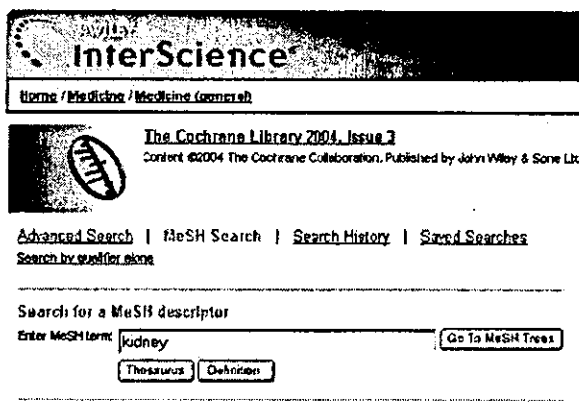 WILEY
InterScience
Home / Medicine / Medicine (general)
The Cochrane Library 2004, Issue 3
Content ©2004 The Cochrane Collaboration, Published by John Wiley & Sons Ltd
Advanced Search | MeSH Search | Search History | Saved Searches
Search by qualifier alone
Search for a MeSH descriptor
Enter MeSH term: kidney Go To MeSH Trees
Thesaurus Definition